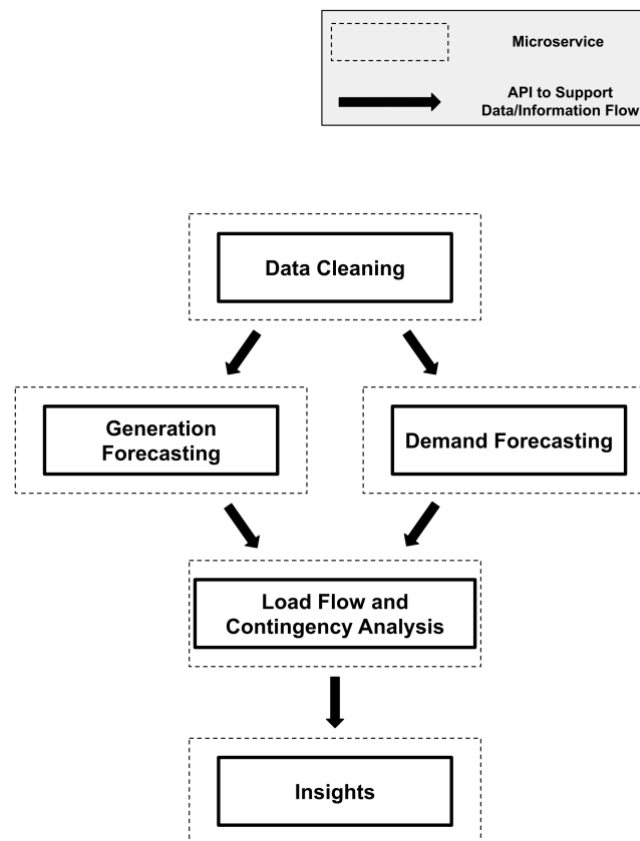 Microservice
API to Support
Data/Information Flow
Data Cleaning
Generation
Forecasting
Demand Forecasting
Load Flow and
Contingency Analysis
Insights